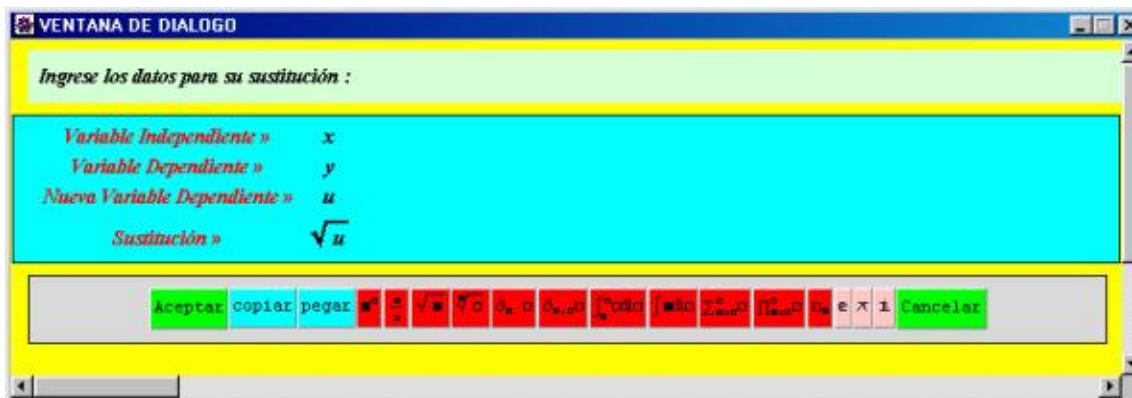 VENTANA DE DIALOGO
Ingrese los datos para su sustitución :
Variable Independiente » x
Variable Dependiente » y
Nueva Variable Dependiente » u
Sustitución » √u
Aceptar copiar pegar e π i Cancelar